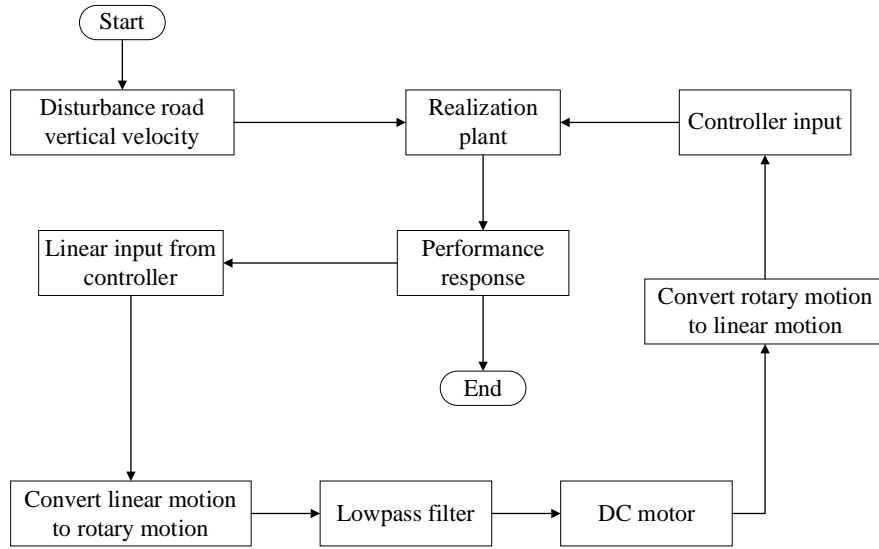 Start
Disturbance road
vertical velocity
Realization
plant
Controller input
Linear input from
controller
Performance
response
Convert rotary motion
to linear motion
End
Convert linear motion
to rotary motion
Lowpass filter
DC motor